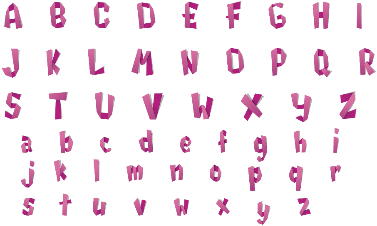 A B C D E F G H I
J K L M N O P Q R
S T U V W X Y Z
a b c d e f g h i
j k l m n o p q r
s t u v w x y z